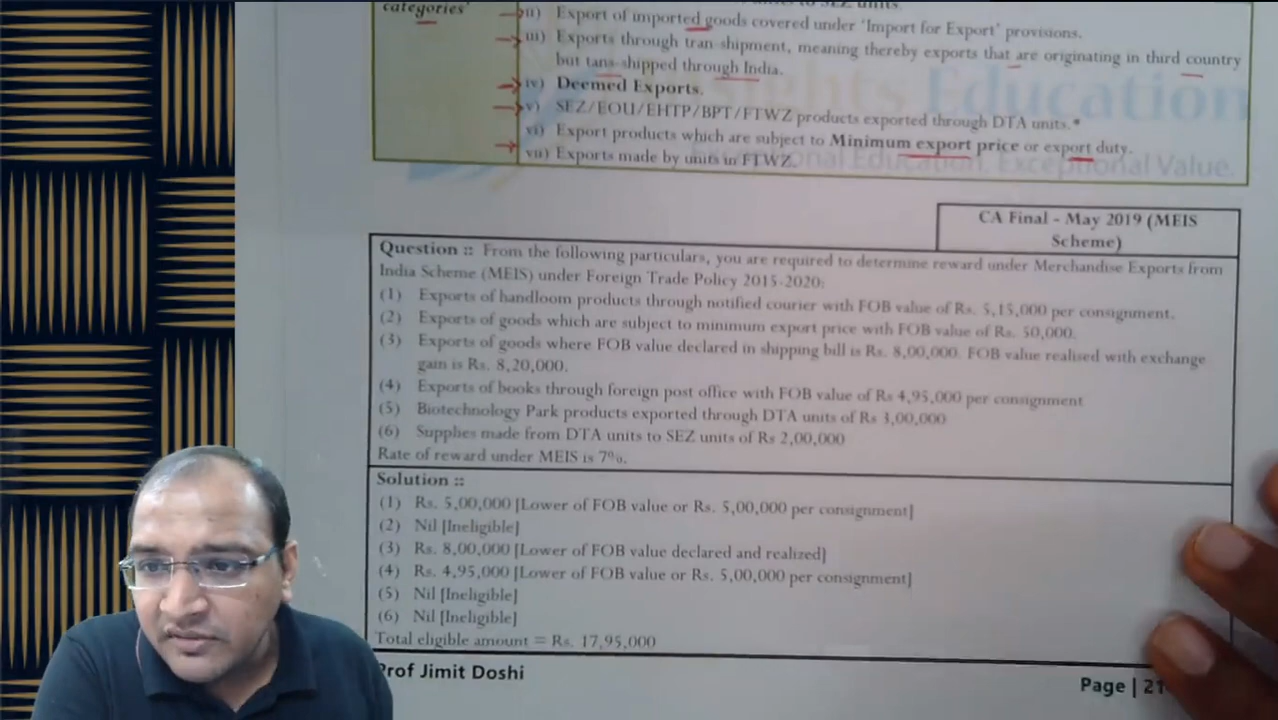 categories'
ii) Export of imported goods covered under 'Import for Export' provisions.
iii) Exports through tran-shipment, meaning thereby exports that are originating in third country
but tans-shipped through India.
iv) Deemed Exports.
v) SEZ/EOU/EHTP/BPT/FTWZ products exported through DTA units.*
vi) Export products which are subject to Minimum export price or export duty.
vii) Exports made by units in FTWZ.
Education
Exceptional Value.
CA Final - May 2019 (MEIS
Scheme)
Question :: From the following particulars, you are required to determine reward under Merchandise Exports from
India Scheme (MEIS) under Foreign Trade Policy 2015-2020:
(1) Exports of handloom products through notified courier with FOB value of Rs. 5,15,000 per consignment.
(2) Exports of goods which are subject to minimum export price with FOB value of Rs. 50,000.
(3) Exports of goods where FOB value declared in shipping bill is Rs. 8,00,000. FOB value realised with exchange
gain is Rs. 8,20,000.
(4) Exports of books through foreign post office with FOB value of Rs 4,95,000 per consignment
(5) Biotechnology Park products exported through DTA units of Rs 3,00,000
(6) Supplies made from DTA units to SEZ units of Rs 2,00,000
Rate of reward under MEIS is 7%.
Solution ::
(1) Rs. 5,00,000 [Lower of FOB value or Rs. 5,00,000 per consignment]
(2) Nil [Ineligible]
(3) Rs. 8,00,000 [Lower of FOB value declared and realized]
(4) Rs. 4,95,000 [Lower of FOB value or Rs. 5,00,000 per consignment]
(5) Nil [Ineligible]
(6) Nil [Ineligible]
Total eligible amount = Rs. 17,95,000
Prof Jimit Doshi
Page | 21